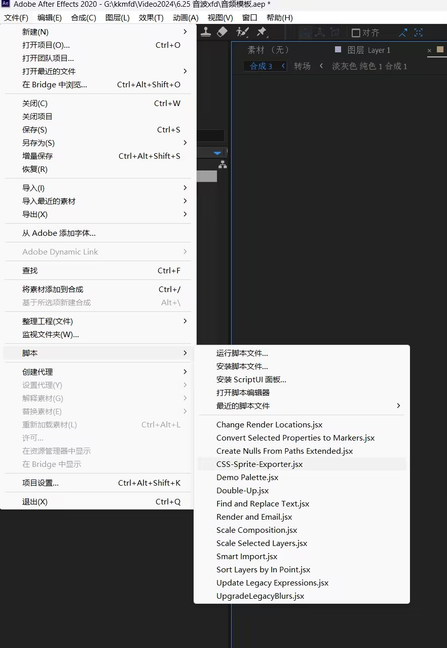 Adobe After Effects 2020 - G:\kkmfd\Video2024\6.25 音波xfd\音频模板.aep *
文件(F) 编辑(E) 合成(C) 图层(L) 效果(T) 动画(A) 视图(V) 窗口 帮助(H)
对齐
素材 （无） 图层 Layer 1
合成 3 转场 淡灰色 纯色 1 合成 1
新建(N)
打开项目(O)... Ctrl+O
打开团队项目...
打开最近的文件
在 Bridge 中浏览... Ctrl+Alt+Shift+O
关闭(C) Ctrl+W
关闭项目
保存(S) Ctrl+S
另存为(S)
增量保存 Ctrl+Alt+Shift+S
恢复(R)
导入(I)
导入最近的素材
导出(X)
从 Adobe 添加字体...
Adobe Dynamic Link
查找 Ctrl+F
将素材添加到合成 Ctrl+/
基于所选项新建合成 Alt+\
整理工程(文件)
监视文件夹(W)...
脚本
创建代理
设置代理(Y)
解释素材(G)
替换素材(E)
重新加载素材(L) Ctrl+Alt+L
许可...
在资源管理器中显示
在 Bridge 中显示
项目设置... Ctrl+Alt+Shift+K
退出(X) Ctrl+Q
运行脚本文件...
安装脚本文件...
安装 ScriptUI 面板...
打开脚本编辑器
最近的脚本文件
Change Render Locations.jsx
Convert Selected Properties to Markers.jsx
Create Nulls From Paths Extended.jsx
CSS-Sprite-Exporter.jsx
Demo Palette.jsx
Double-Up.jsx
Find and Replace Text.jsx
Render and Email.jsx
Scale Composition.jsx
Scale Selected Layers.jsx
Smart Import.jsx
Sort Layers by In Point.jsx
Update Legacy Expressions.jsx
UpgradeLegacyBlurs.jsx